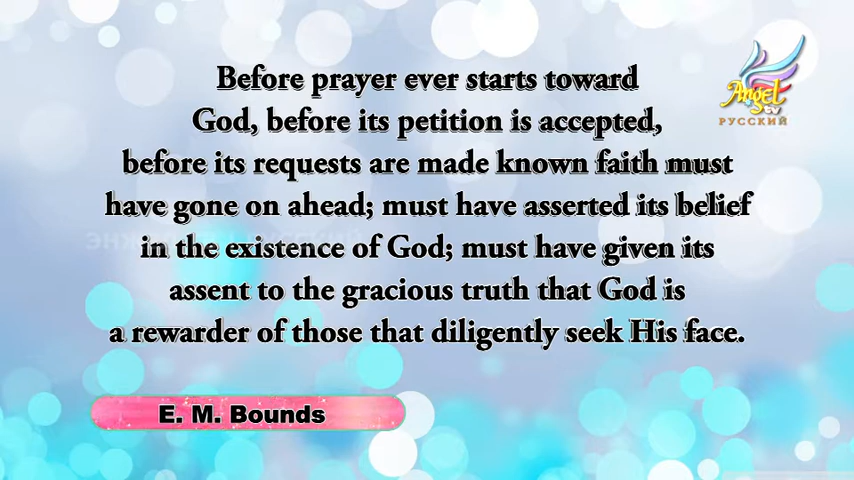 Before prayer ever starts toward
God, before its petition is accepted,
before its requests are made known faith must
have gone on ahead; must have asserted its belief
in the existence of God; must have given its
assent to the gracious truth that God is
a rewarder of those that diligently seek His face.
E. M. Bounds
Angel
tv
РУССКИЙ